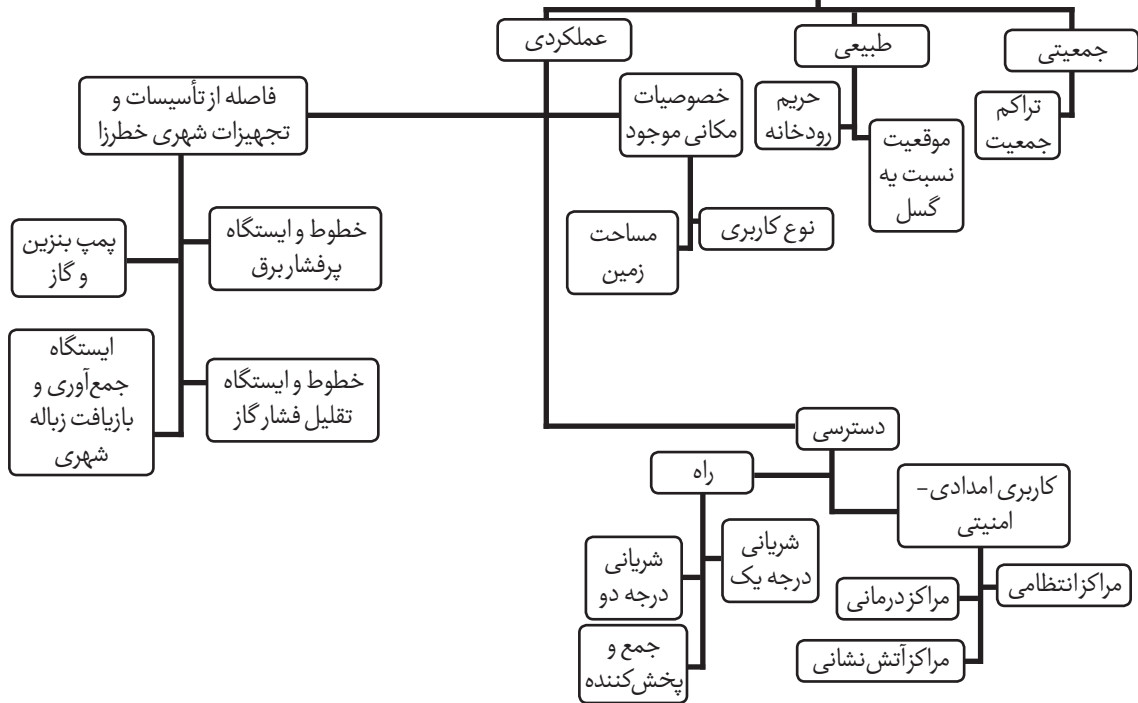 جمعیتی
تراکم
جمعیت
طبیعی
موقعیت
نسبت یه
گسل
حریم
رودخانه
عملکردی
خصوصیات
مکانی موجود
نوع کاربری
مساحت
زمین
فاصله از تأسیسات و
تجهیزات شهری خطرزا
خطوط و ایستگاه
پرفشار برق
پمپ بنزین
و گاز
خطوط و ایستگاه
تقلیل فشار گاز
ایستگاه
جمع‌آوری و
بازیافت زباله
شهری
دسترسی
کاربری امدادی-
امنیتی
مراکز انتظامی
مراکز درمانی
مراکز آتش‌نشانی
راه
شریانی
درجه یک
شریانی
درجه دو
جمع و
پخش‌کننده